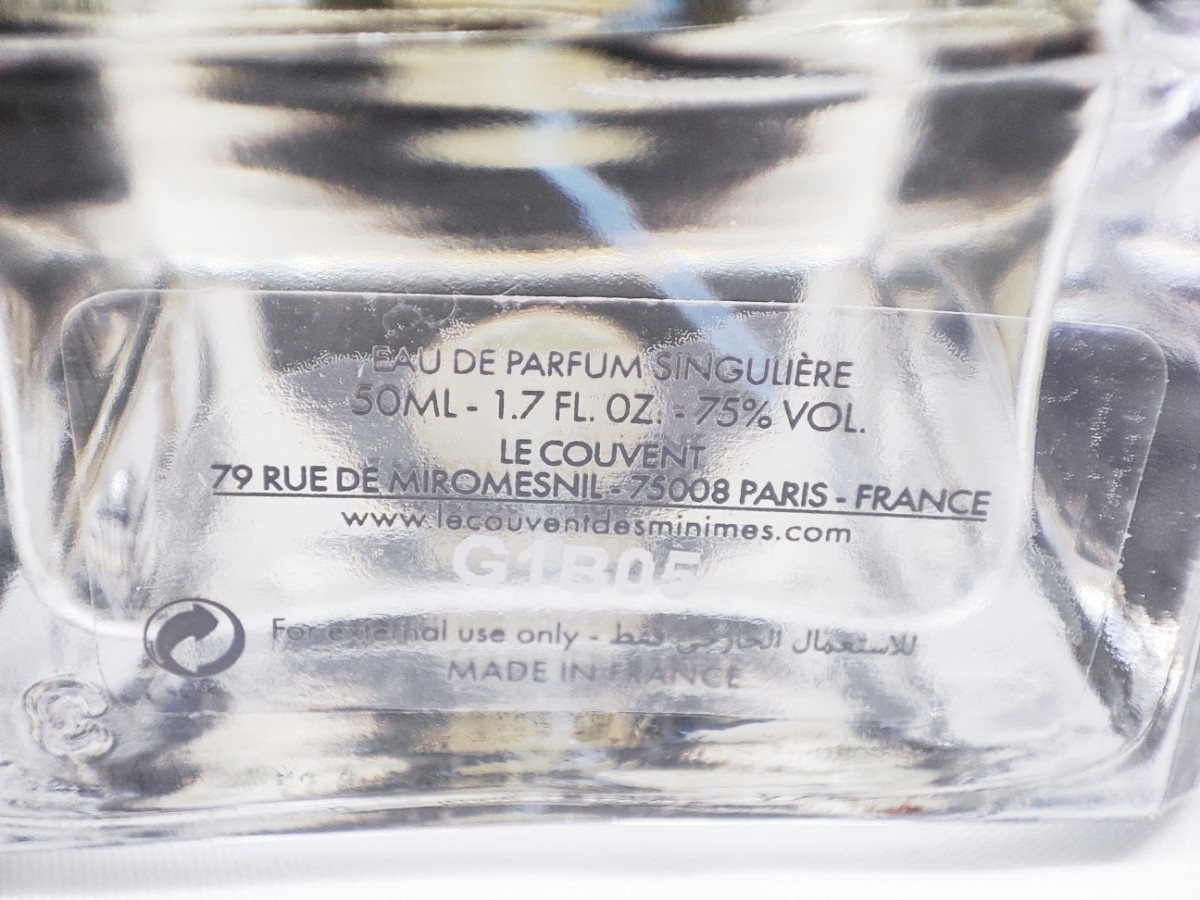 EAU DE PARFUM SINGULIÈRE
50ML - 1.7 FL. OZ. - 75% VOL.
LE COUVENT
79 RUE DE MIROMESNIL - 75008 PARIS - FRANCE
www.lecouventdesminimes.com
G1B05
For external use only - للاستعمال الخارجي فقط
MADE IN FRANCE